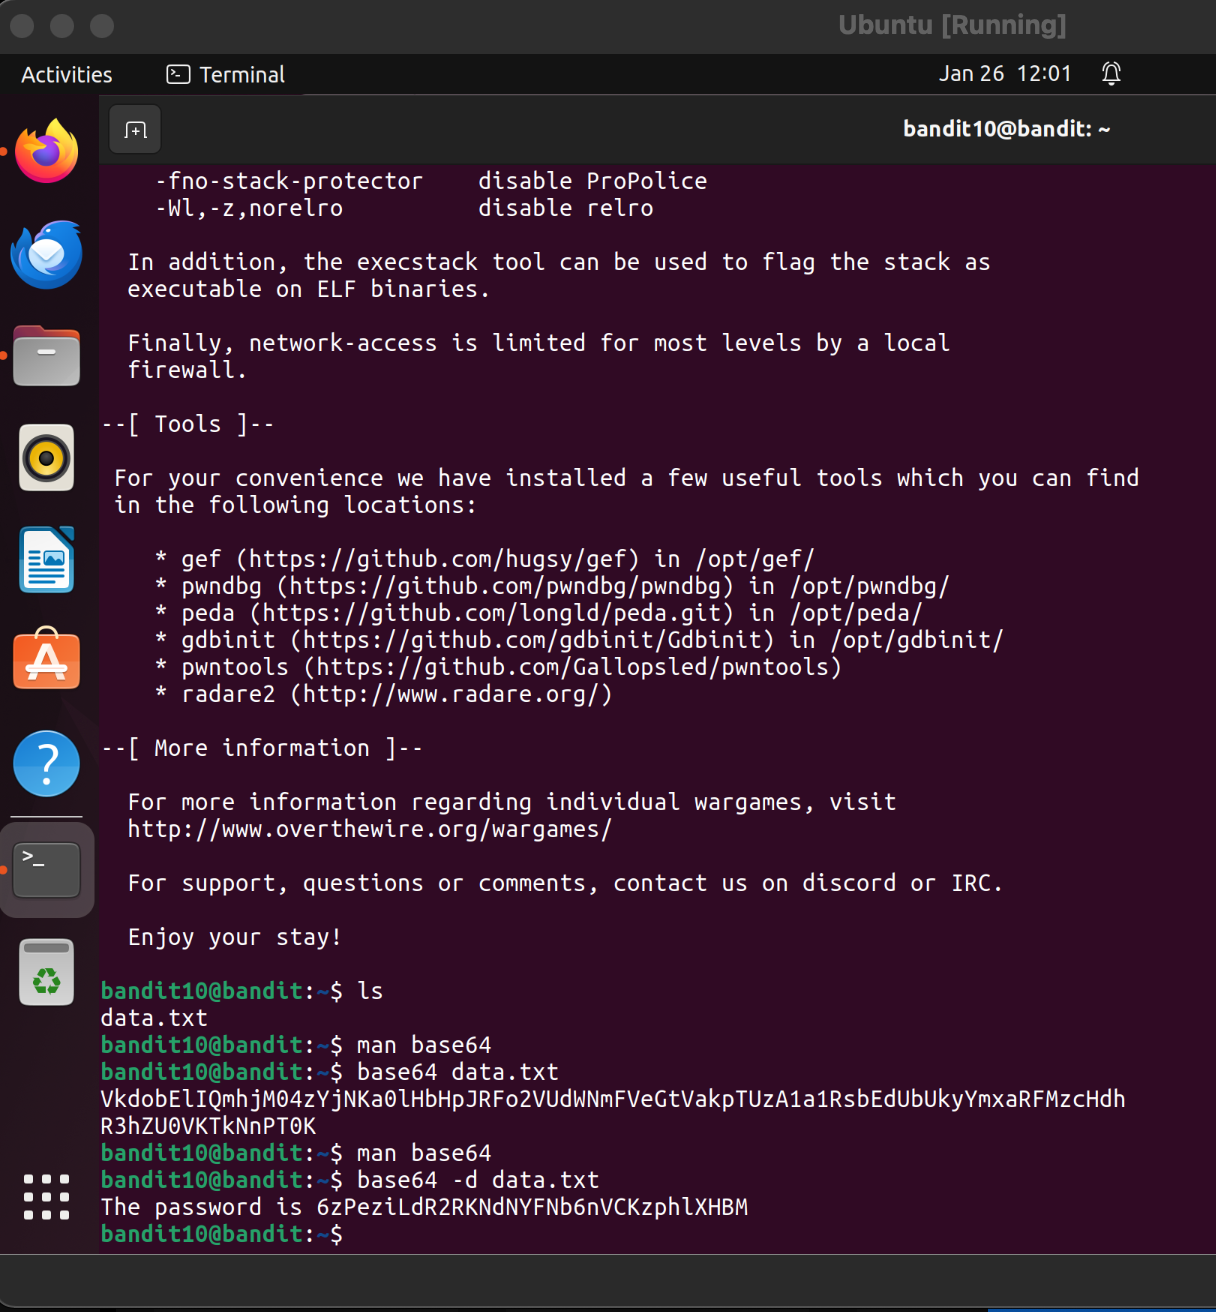 Ubuntu [Running]
Activities
Terminal
Jan 26 12:01
bandit10@bandit: ~
-fno-stack-protector    disable ProPolice
-Wl,-z,norelro          disable relro
In addition, the execstack tool can be used to flag the stack as
executable on ELF binaries.
Finally, network-access is limited for most levels by a local
firewall.
--[ Tools ]--
For your convenience we have installed a few useful tools which you can find
in the following locations:
* gef (https://github.com/hugsy/gef) in /opt/gef/
* pwndbg (https://github.com/pwndbg/pwndbg) in /opt/pwndbg/
* peda (https://github.com/longld/peda.git) in /opt/peda/
* gdbinit (https://github.com/gdbinit/Gdbinit) in /opt/gdbinit/
* pwntools (https://github.com/Gallopsled/pwntools)
* radare2 (http://www.radare.org/)
--[ More information ]--
For more information regarding individual wargames, visit
http://www.overthewire.org/wargames/
For support, questions or comments, contact us on discord or IRC.
Enjoy your stay!
bandit10@bandit:~$ ls
data.txt
bandit10@bandit:~$ man base64
bandit10@bandit:~$ base64 data.txt
VkdobElIQmhjM04zYjNKa0lHbHpJRFo2VUdWNmFVeGtVakpTUzA1a1RsbEdUbUkyYmxaRFMzcHdh
R3hZU0VKTkNnPT0K
bandit10@bandit:~$ man base64
bandit10@bandit:~$ base64 -d data.txt
The password is 6zPeziLdR2RKNdNYFNb6nVCKzphlXHBM
bandit10@bandit:~$